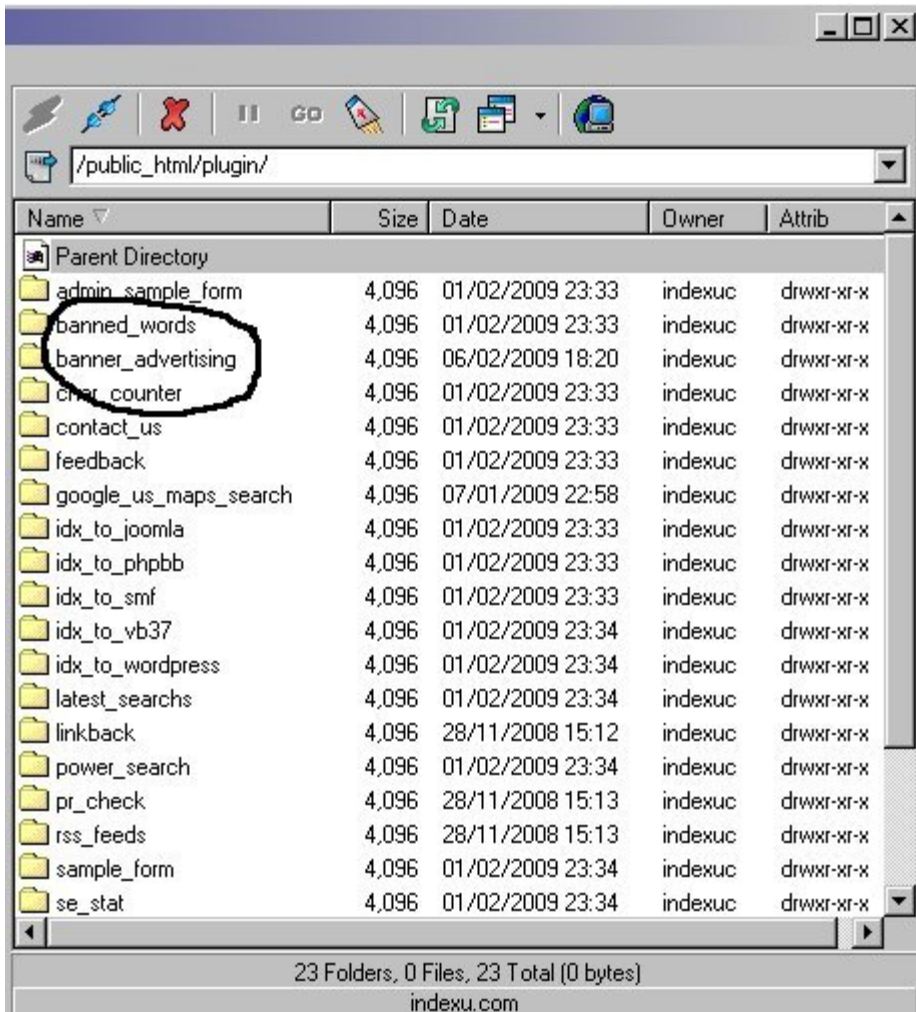 GO
/public_html/plugin/
Name Size Date Owner Attrib
Parent Directory
admin_sample_form 4,096 01/02/2009 23:33 indexuc drwxr-xr-x
banned_words 4,096 01/02/2009 23:33 indexuc drwxr-xr-x
banner_advertising 4,096 06/02/2009 18:20 indexuc drwxr-xr-x
char_counter 4,096 01/02/2009 23:33 indexuc drwxr-xr-x
contact_us 4,096 01/02/2009 23:33 indexuc drwxr-xr-x
feedback 4,096 01/02/2009 23:33 indexuc drwxr-xr-x
google_us_maps_search 4,096 07/01/2009 22:58 indexuc drwxr-xr-x
idx_to_joomla 4,096 01/02/2009 23:33 indexuc drwxr-xr-x
idx_to_phpbb 4,096 01/02/2009 23:33 indexuc drwxr-xr-x
idx_to_smf 4,096 01/02/2009 23:33 indexuc drwxr-xr-x
idx_to_vb37 4,096 01/02/2009 23:34 indexuc drwxr-xr-x
idx_to_wordpress 4,096 01/02/2009 23:34 indexuc drwxr-xr-x
latest_searchs 4,096 01/02/2009 23:34 indexuc drwxr-xr-x
linkback 4,096 28/11/2008 15:12 indexuc drwxr-xr-x
power_search 4,096 01/02/2009 23:34 indexuc drwxr-xr-x
pr_check 4,096 28/11/2008 15:13 indexuc drwxr-xr-x
rss_feeds 4,096 28/11/2008 15:13 indexuc drwxr-xr-x
sample_form 4,096 01/02/2009 23:34 indexuc drwxr-xr-x
se_stat 4,096 01/02/2009 23:34 indexuc drwxr-xr-x
23 Folders, 0 Files, 23 Total (0 bytes)
indexu.com